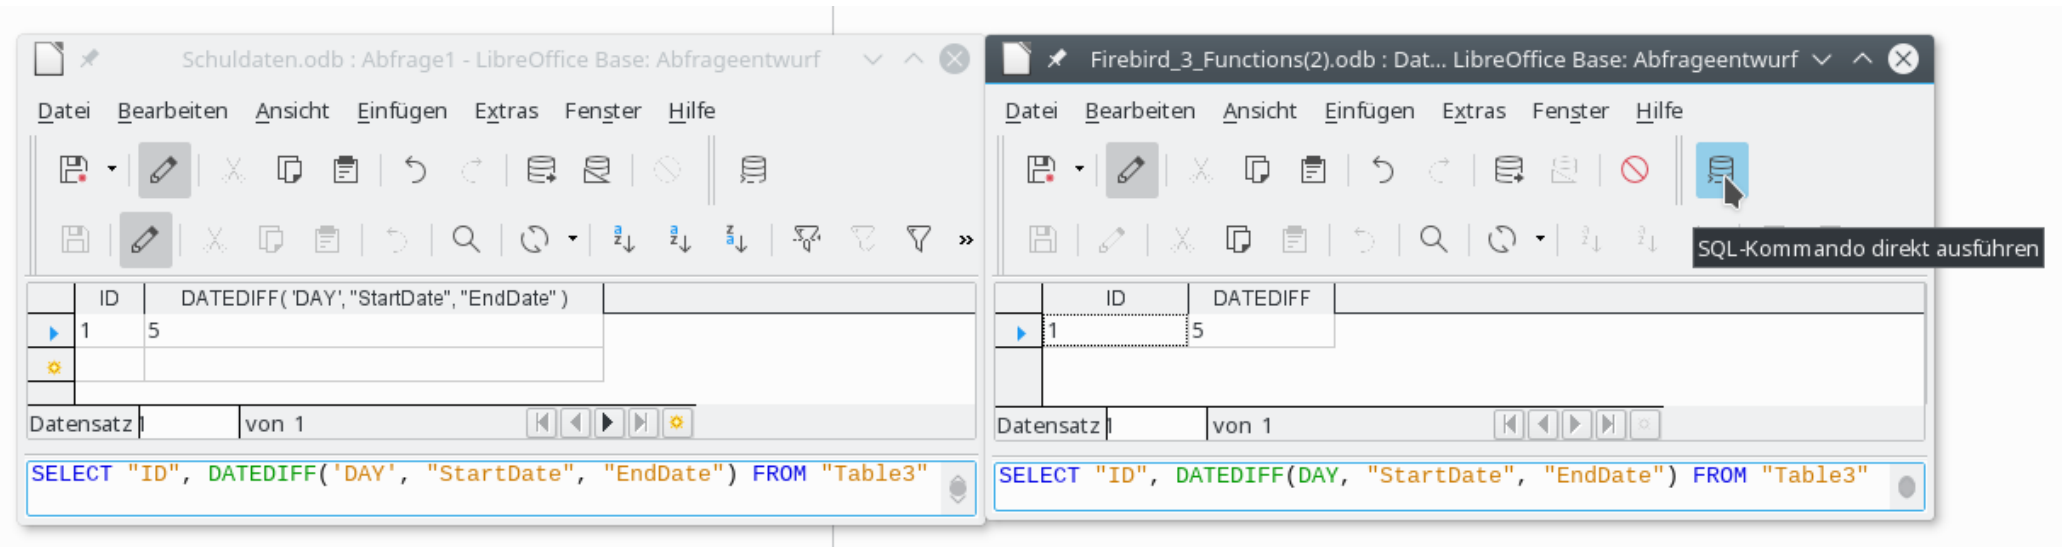 Schuldaten.odb : Abfrage1 - LibreOffice Base: Abfrageentwurf
Datei Bearbeiten Ansicht Einfügen Extras Fenster Hilfe
ID DATEDIFF( 'DAY', "StartDate", "EndDate" )
1 5
Datensatz 1 von 1
SELECT "ID", DATEDIFF('DAY', "StartDate", "EndDate") FROM "Table3"
Firebird_3_Functions(2).odb : Dat... LibreOffice Base: Abfrageentwurf
Datei Bearbeiten Ansicht Einfügen Extras Fenster Hilfe
SQL-Kommando direkt ausführen
ID DATEDIFF
1 5
Datensatz 1 von 1
SELECT "ID", DATEDIFF(DAY, "StartDate", "EndDate") FROM "Table3"